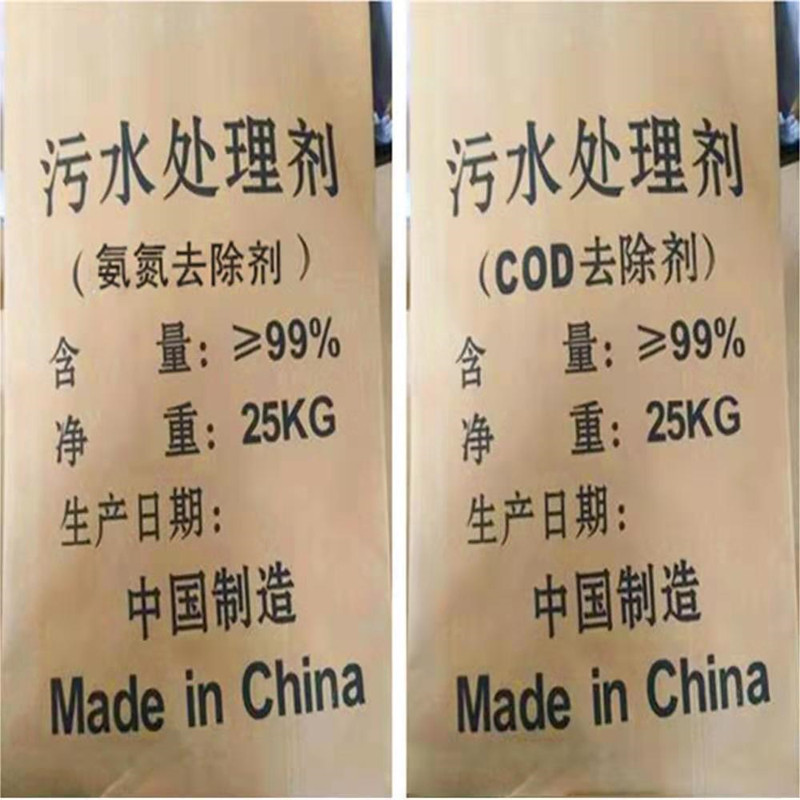 污水处理剂
（氨氮去除剂）
含 量：≥99%
净 重：25KG
生产日期：
中国制造
Made in China
污水处理剂
（COD去除剂）
含 量：≥99%
净 重：25KG
生产日期：
中国制造
Made in China